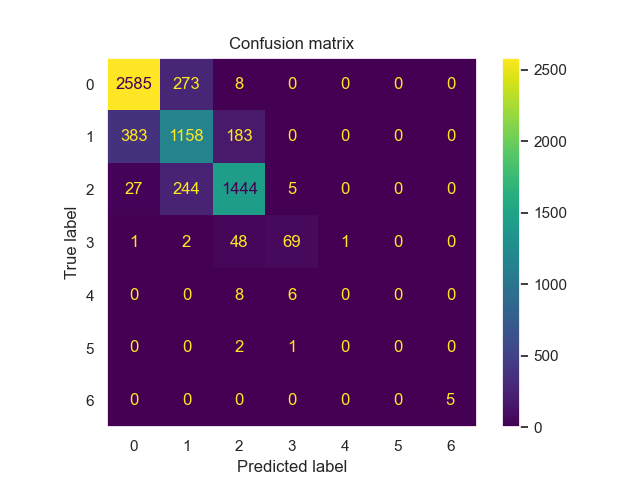 Confusion matrix
0 2585 273 8 0 0 0 0
1 383 1158 183 0 0 0 0
2 27 244 1444 5 0 0 0
3 1 2 48 69 1 0 0
4 0 0 8 6 0 0 0
5 0 0 2 1 0 0 0
6 0 0 0 0 0 0 5
0 1 2 3 4 5 6
Predicted label
True label
2500
2000
1500
1000
500
0